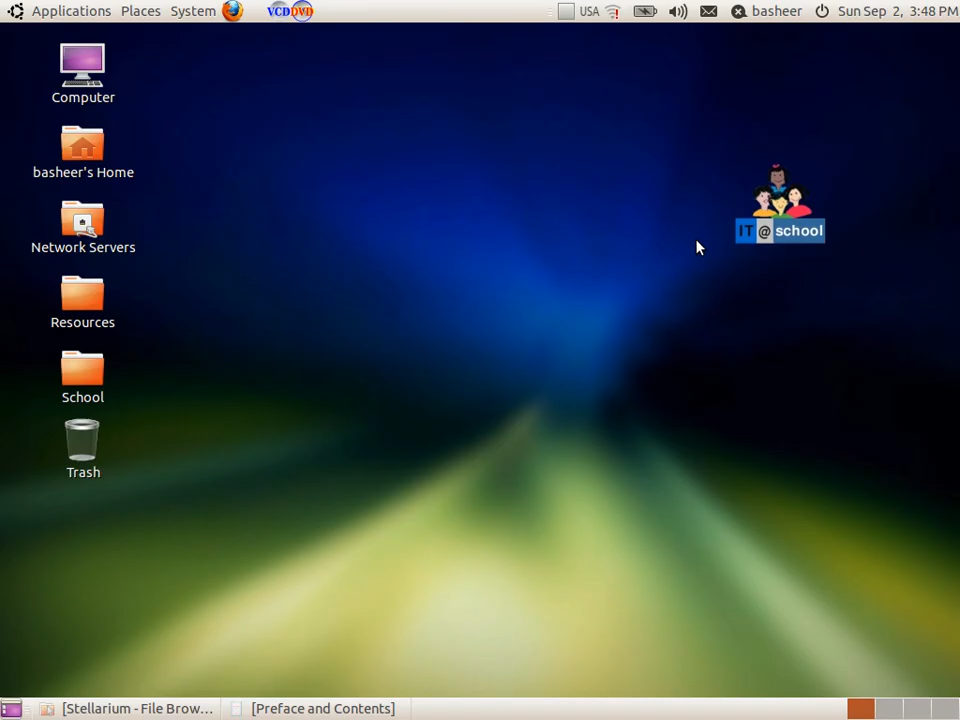 Applications Places System VCD DVD USA basheer Sun Sep 2, 3:48 PM
Computer
basheer's Home
Network Servers
Resources
School
Trash
IT @ school
[Stellarium - File Brow... [Preface and Contents]